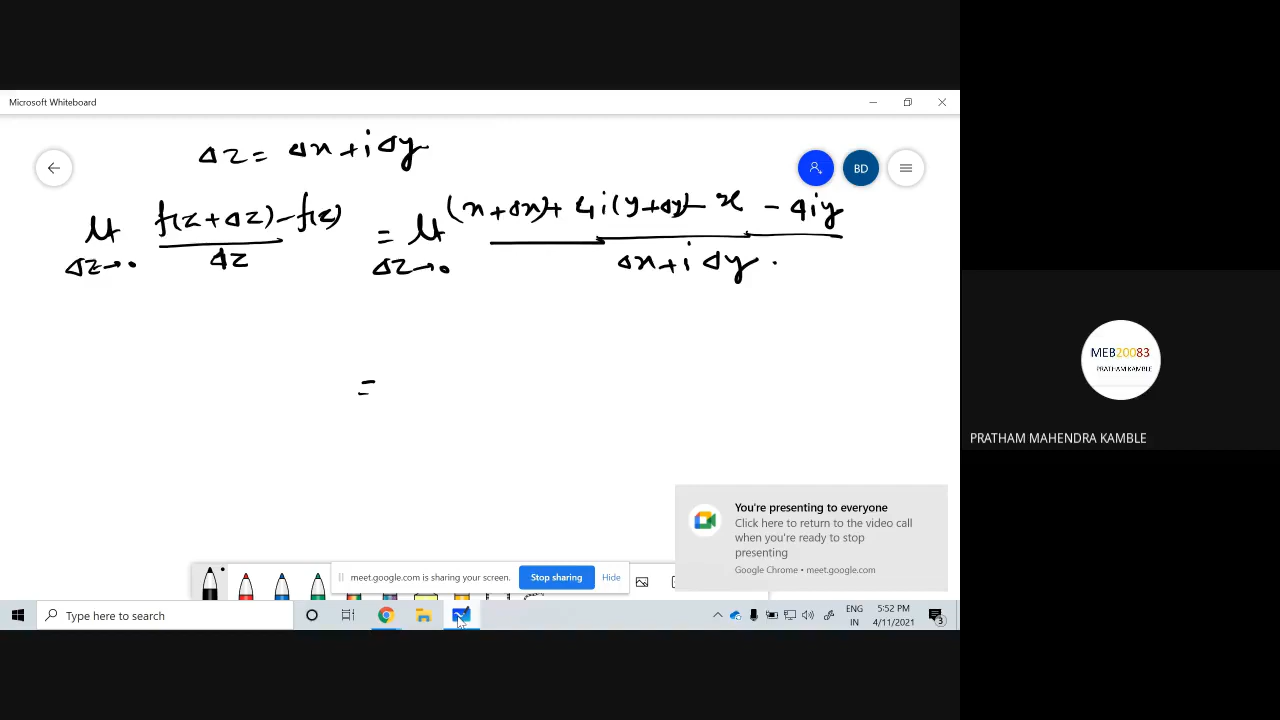 Microsoft Whiteboard
Δz = Δx + iΔy
BD
lt Δz→0 f(z+Δz) - f(z) / Δz = lt Δz→0 (x+Δx) + 4i(y+Δy) - x - 4iy / Δx + iΔy .
=
MEB20083
PRATHAM KAMBLE
PRATHAM MAHENDRA KAMBLE
You're presenting to everyone
Click here to return to the video call
when you're ready to stop
presenting
Google Chrome • meet.google.com
meet.google.com is sharing your screen. Stop sharing Hide
Type here to search
ENG
IN
5:52 PM
4/11/2021
3